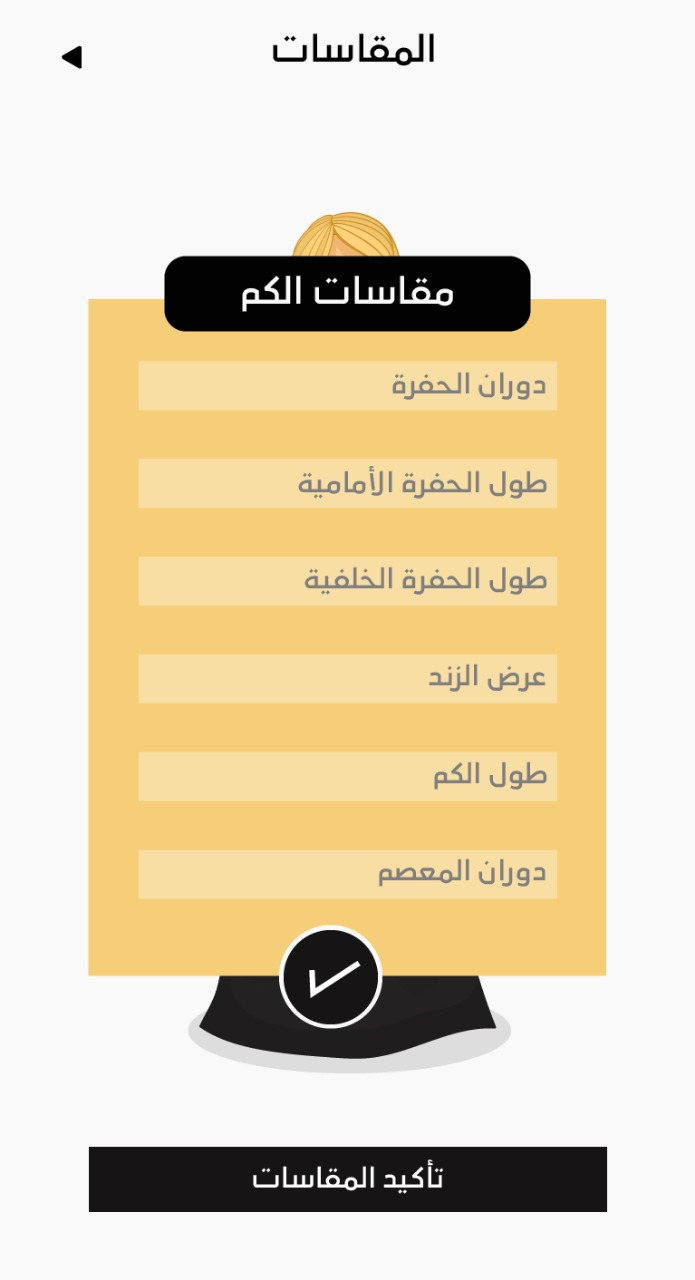 المقاسات
مقاسات الكم
دوران الحفرة
طول الحفرة الأمامية
طول الحفرة الخلفية
عرض الزند
طول الكم
دوران المعصم
تأكيد المقاسات